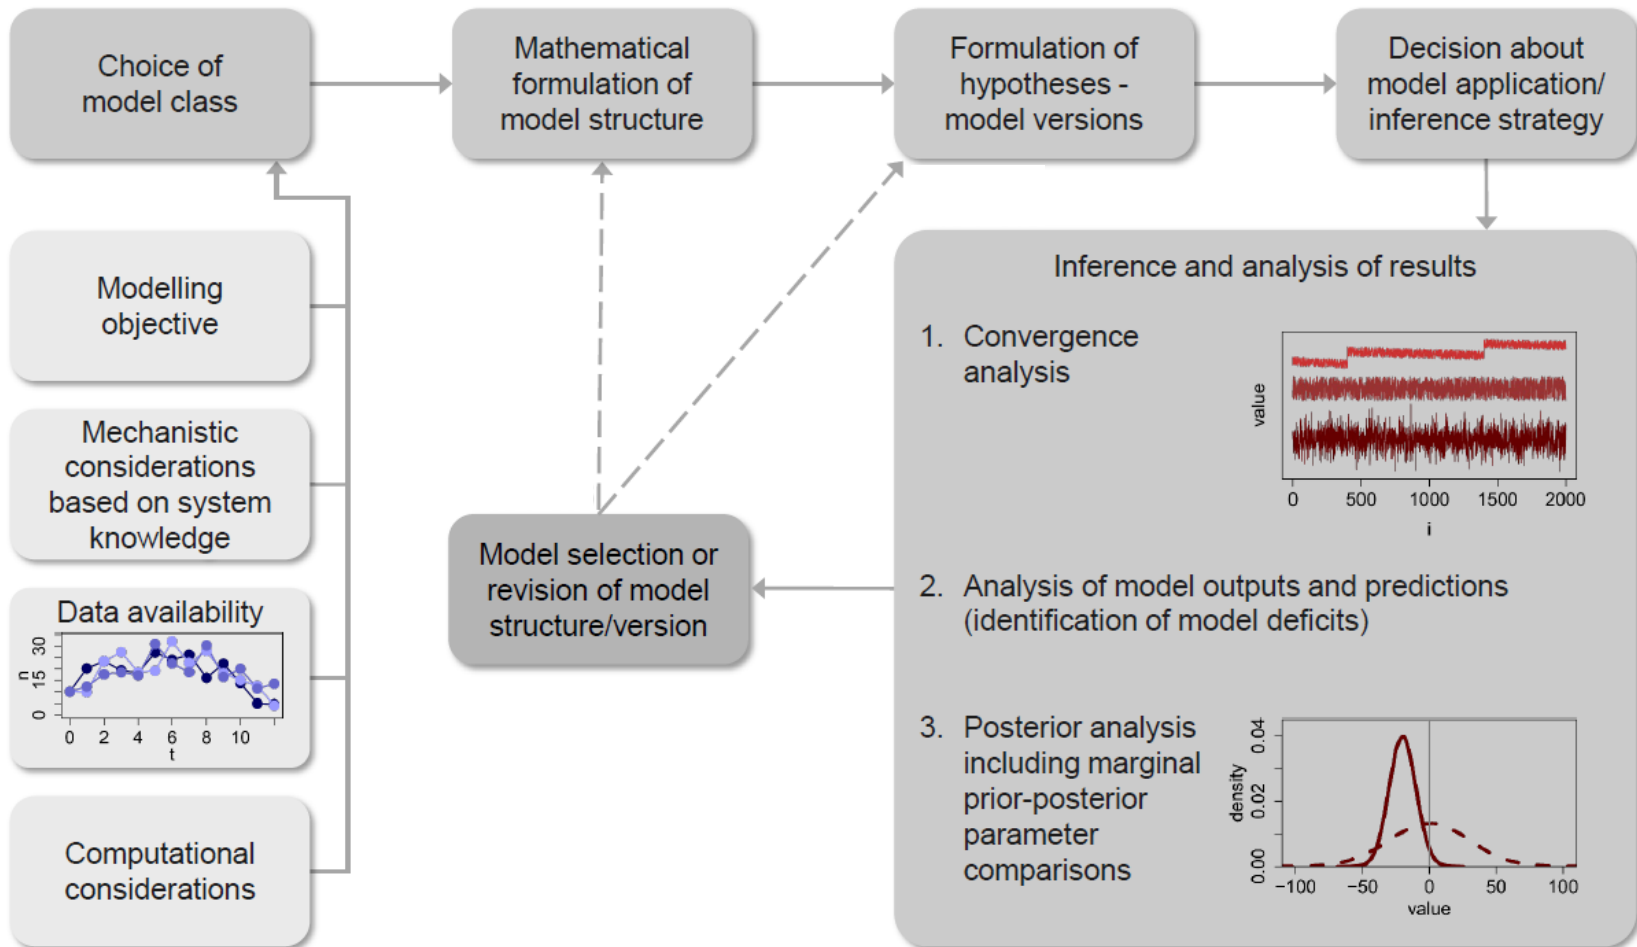 Choice of
model class
Mathematical
formulation of
model structure
Formulation of
hypotheses -
model versions
Decision about
model application/
inference strategy
Modelling
objective
Mechanistic
considerations
based on system
knowledge
Data availability
n
30
15
0
0 2 4 6 8 10
t
Computational
considerations
Model selection or
revision of model
structure/version
Inference and analysis of results
1. Convergence
analysis
value
0 500 1000 1500 2000
i
2. Analysis of model outputs and predictions
(identification of model deficits)
3. Posterior analysis
including marginal
prior-posterior
parameter
comparisons
density
0.04
0.02
0.00
−100 −50 0 50 100
value